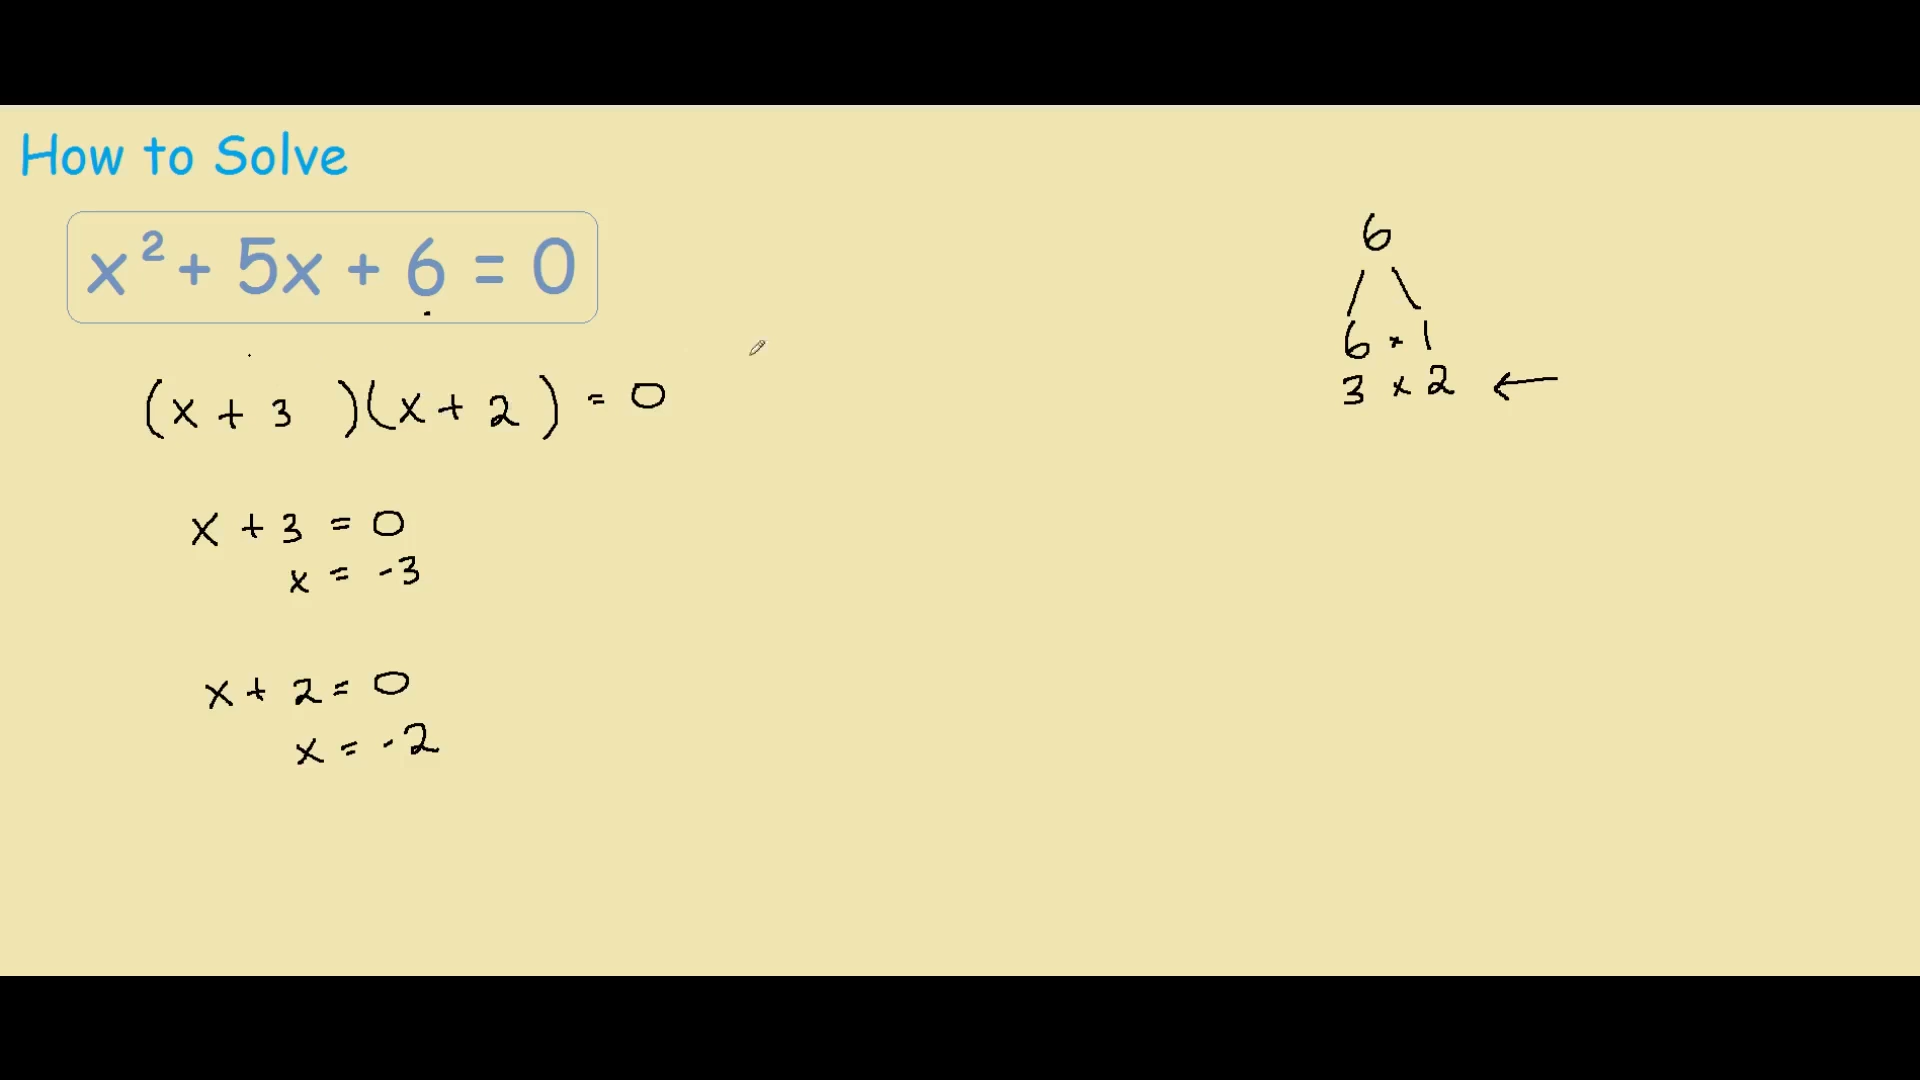 How to Solve
x² + 5x + 6 = 0
(x + 3 )(x + 2) = 0
x + 3 = 0
x = -3
x + 2 = 0
x = -2
6
6 × 1
3 × 2 ←